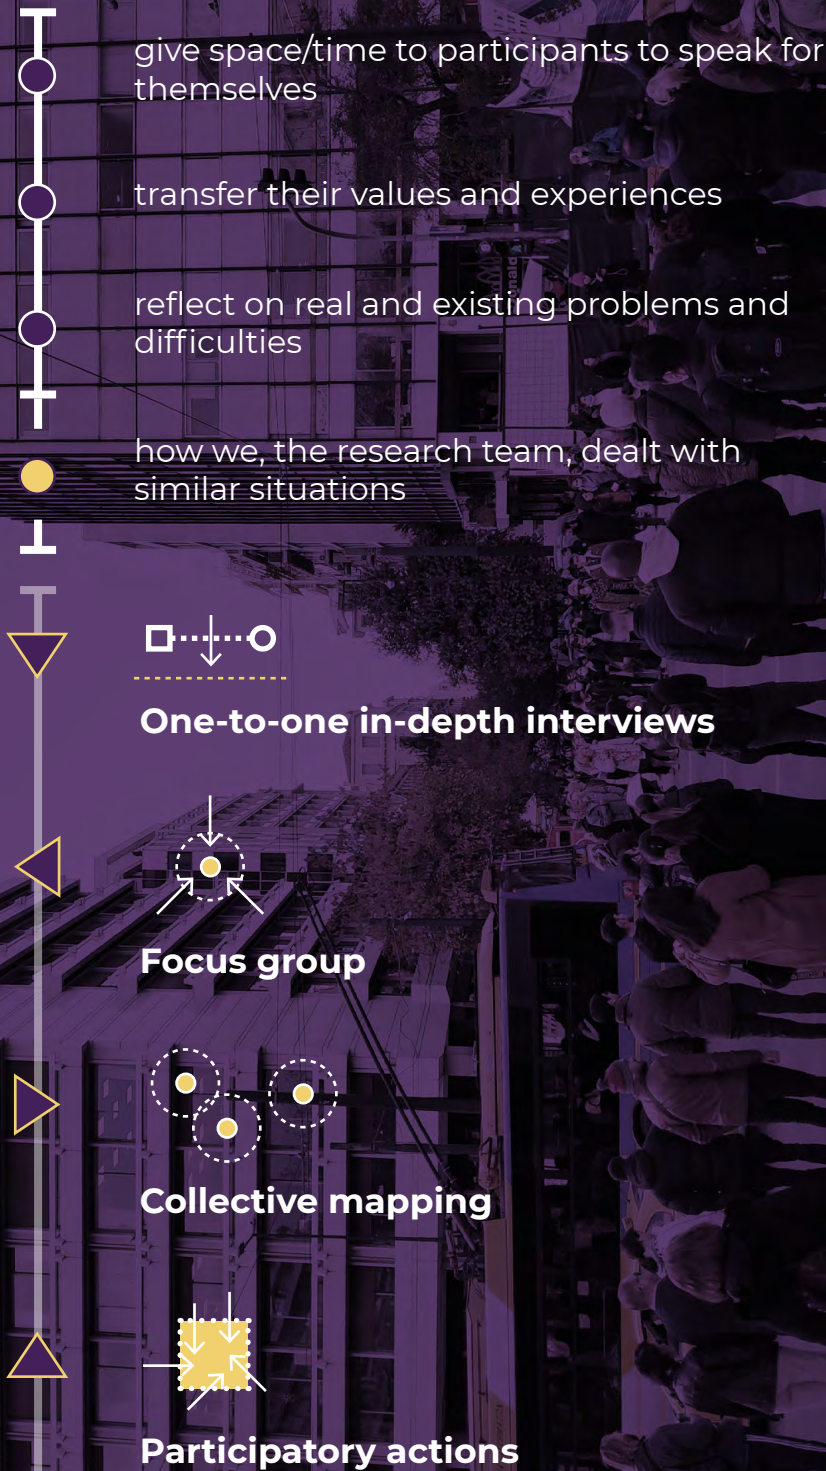 give space/time to participants to speak for
themselves
transfer their values and experiences
reflect on real and existing problems and
difficulties
how we, the research team, dealt with
similar situations
One-to-one in-depth interviews
Focus group
Collective mapping
Participatory actions